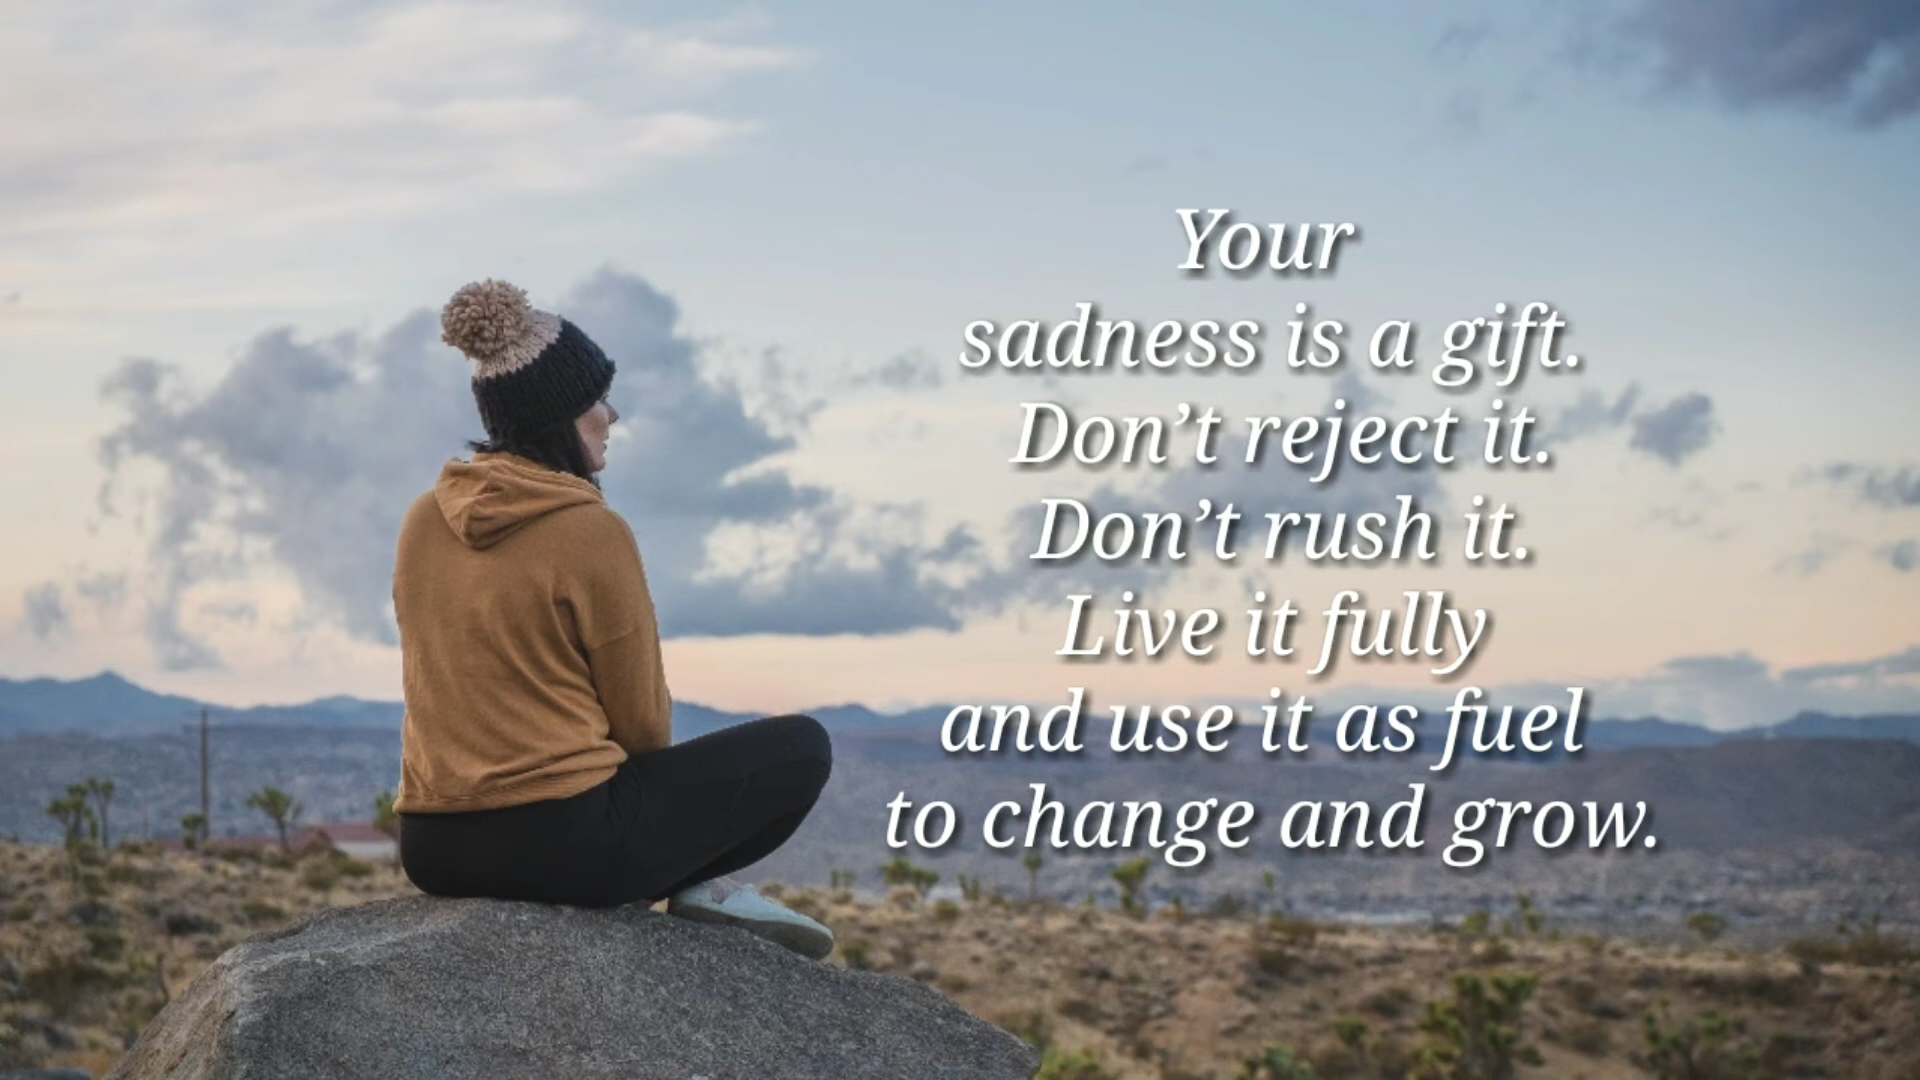 Your
sadness is a gift.
Don’t reject it.
Don’t rush it.
Live it fully
and use it as fuel
to change and grow.